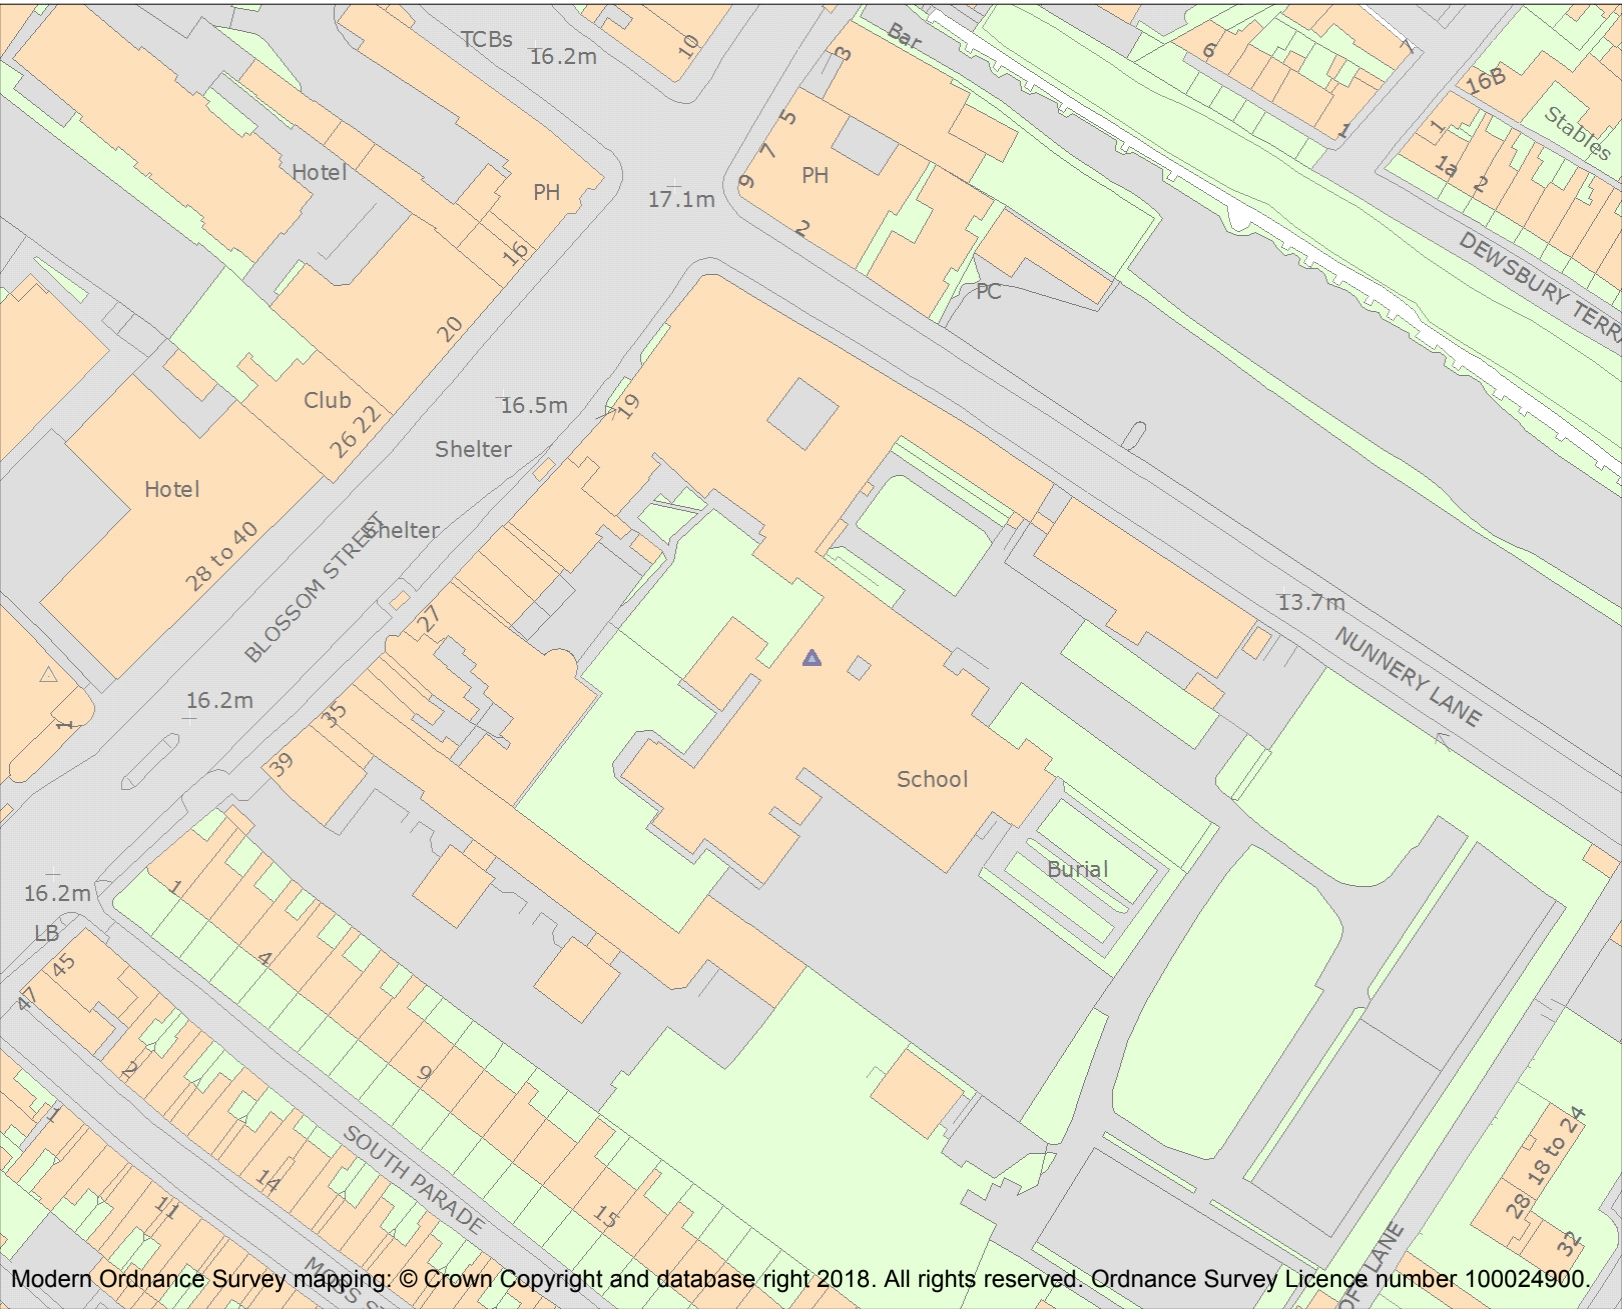 TCBs
16.2m
10
3
Bar
6
7
16B
Stables
1
1
1a
2
DEWSBURY TERRA
5
7
9
PH
2
17.1m
Hotel
PH
16
20
PC
Club
26 22
16.5m
19
Shelter
Hotel
Shelter
28 to 40
BLOSSOM STREET
27
13.7m
NUNNERY LANE
16.2m
1
35
39
School
Burial
1
16.2m
LB
45
47
4
2
9
1
SOUTH PARADE
14
11
15
18 to 24
28
32
LANE
MOSS S
Modern Ordnance Survey mapping: © Crown Copyright and database right 2018. All rights reserved. Ordnance Survey Licence number 100024900.